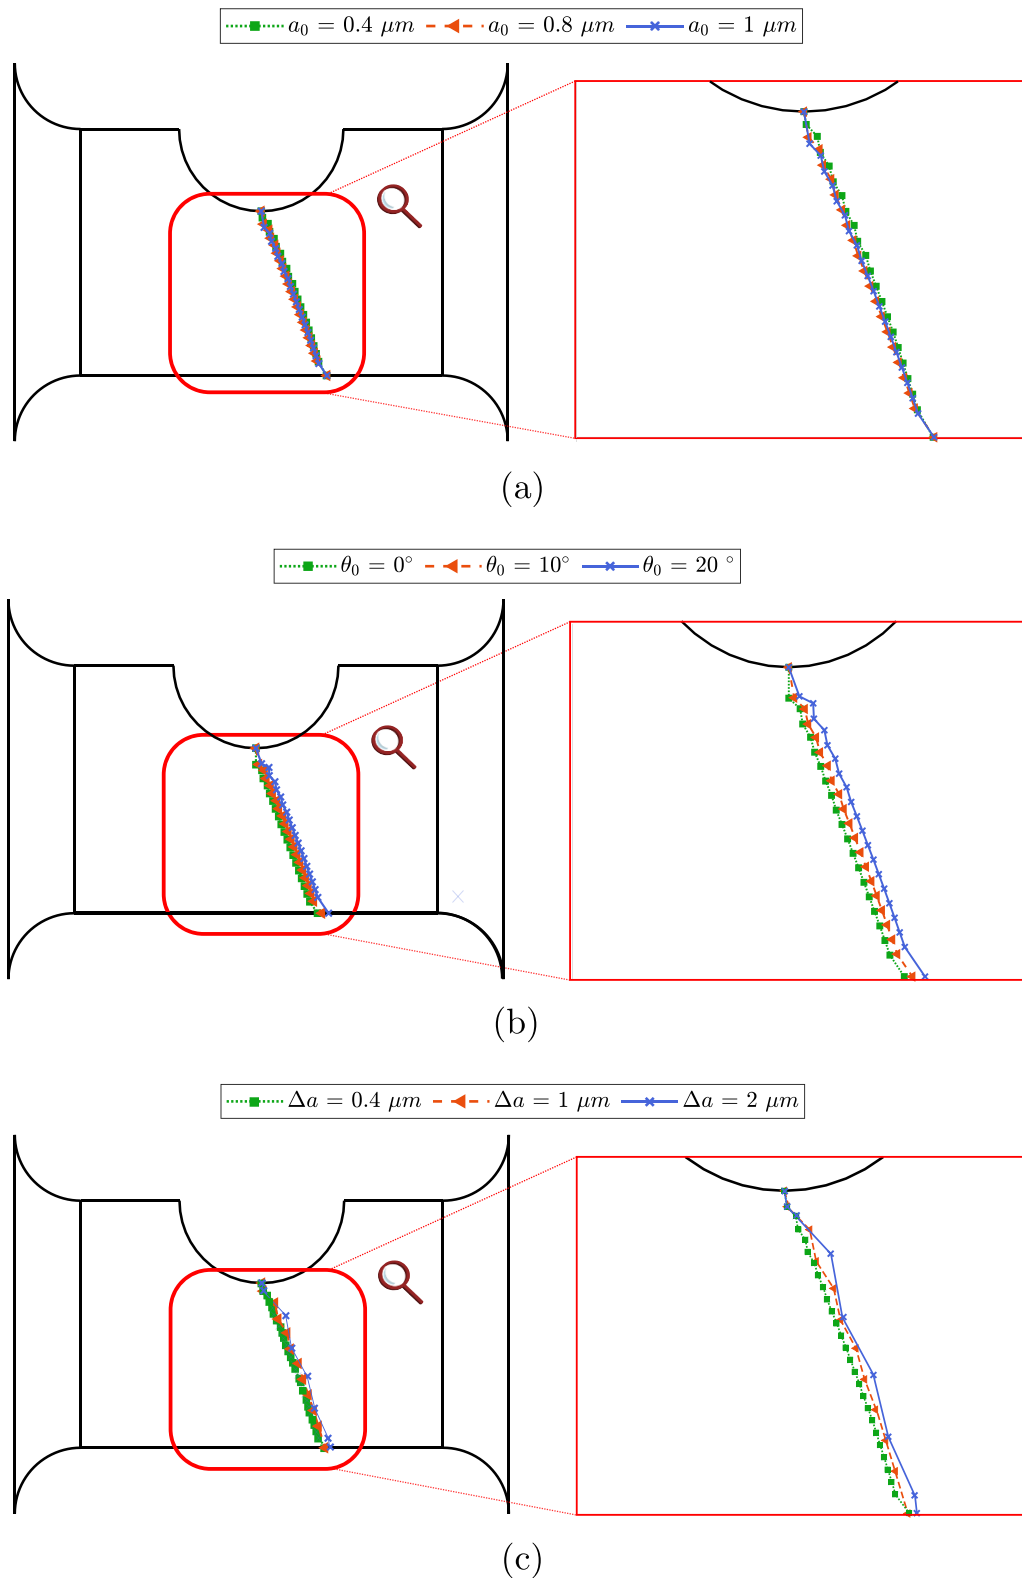 a₀ = 0.4 μm a₀ = 0.8 μm a₀ = 1 μm
(a)
θ₀ = 0° θ₀ = 10° θ₀ = 20 °
(b)
Δa = 0.4 μm Δa = 1 μm Δa = 2 μm
(c)